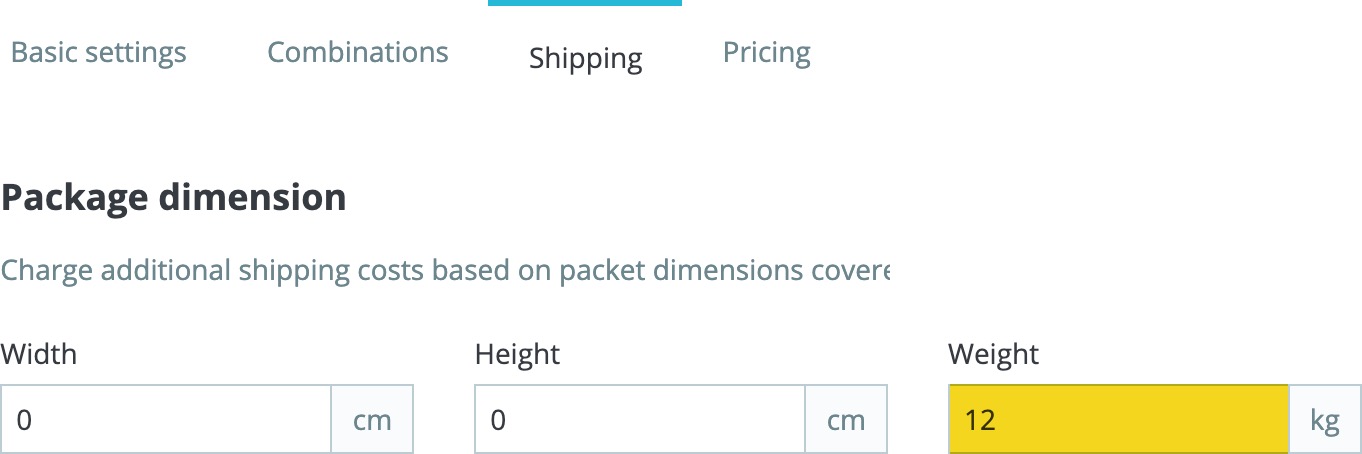 Basic settings Combinations Shipping Pricing
Package dimension
Charge additional shipping costs based on packet dimensions
Width Height Weight
0 cm 0 cm 12 kg